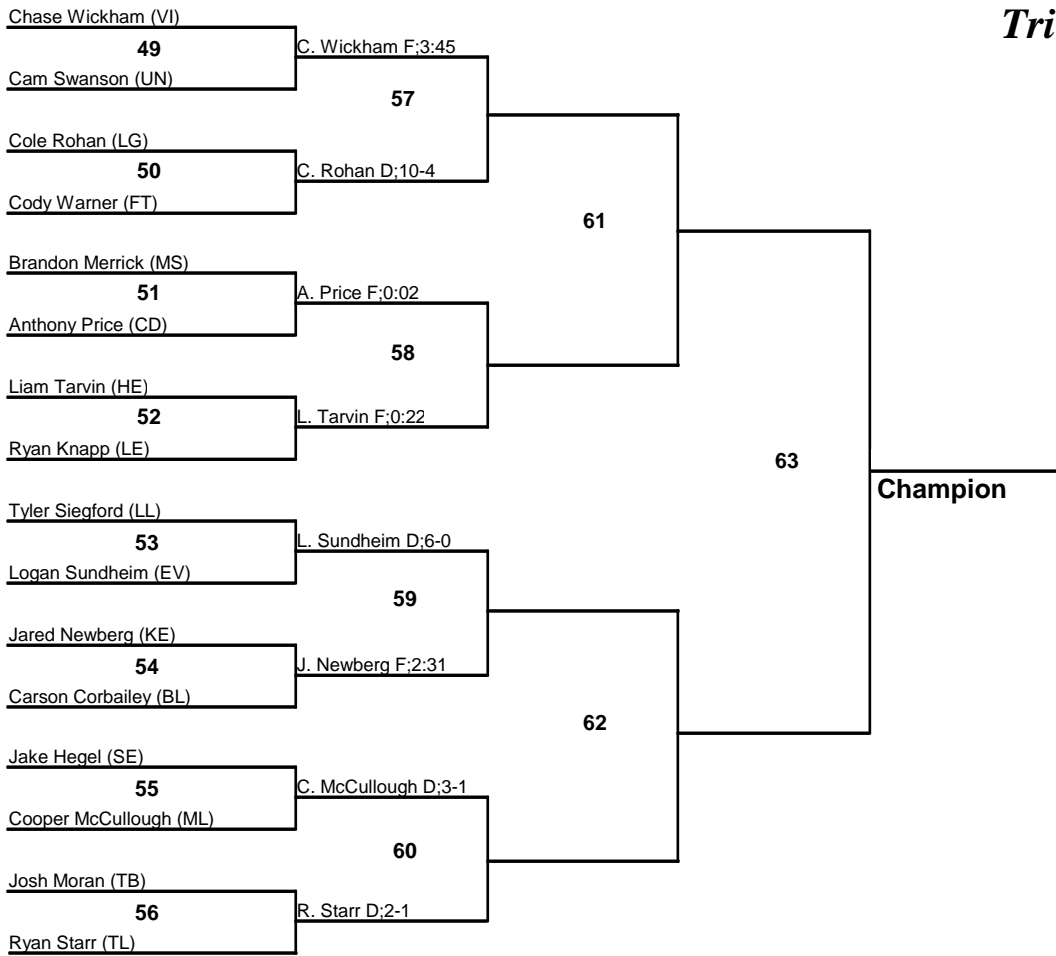 Chase Wickham (VI)
Tri
49
C. Wickham F;3:45
Cam Swanson (UN)
57
Cole Rohan (LG)
50
C. Rohan D;10-4
Cody Warner (FT)
61
Brandon Merrick (MS)
51
A. Price F;0:02
Anthony Price (CD)
58
Liam Tarvin (HE)
52
L. Tarvin F;0:22
Ryan Knapp (LE)
63
Champion
Tyler Siegford (LL)
53
L. Sundheim D;6-0
Logan Sundheim (EV)
59
Jared Newberg (KE)
54
J. Newberg F;2:31
Carson Corbailey (BL)
62
Jake Hegel (SE)
55
C. McCullough D;3-1
Cooper McCullough (ML)
60
Josh Moran (TB)
56
R. Starr D;2-1
Ryan Starr (TL)